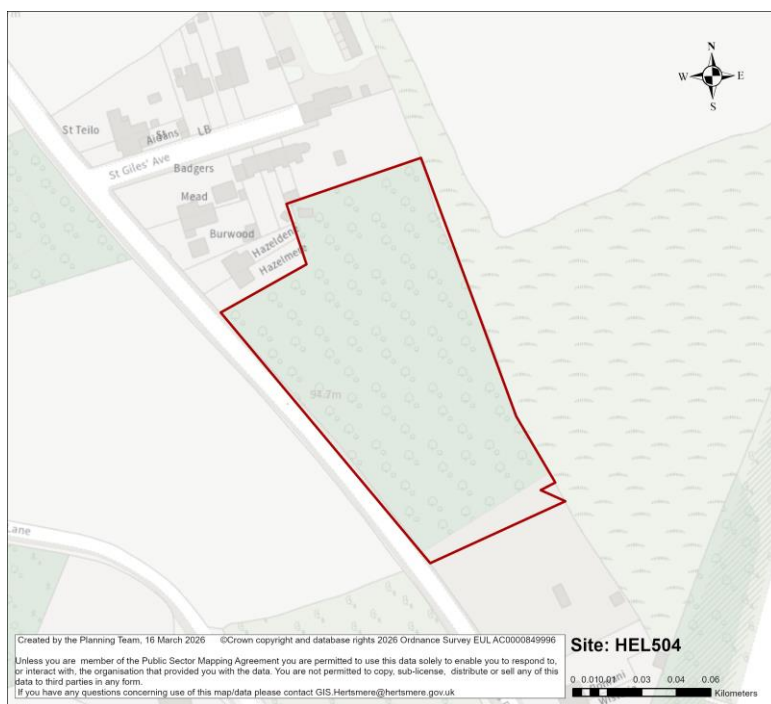 N
W E
S
St Teilo
Aidans
LB
St Giles' Ave
Badgers
Mead
Burwood
Hazeldene
Hazelmere
94.7m
Lane
Created by the Planning Team, 16 March 2026 ©Crown copyright and database rights 2026 Ordnance Survey EUL AC0000849996
Unless you are member of the Public Sector Mapping Agreement you are permitted to use this data solely to enable you to respond to,
or interact with, the organisation that provided you with the data. You are not permitted to copy, sub-license, distribute or sell any of this
data to third parties in any form.
If you have any questions concerning use of this map/data please contact GIS.Hertsmere@hertsmere.gov.uk
Site: HEL504
0.03 0.04 0.06
Kilometers